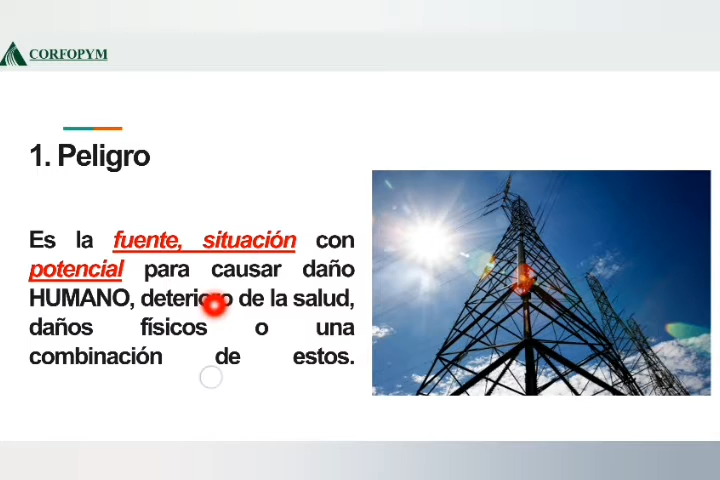 CORFOPYM
1. Peligro
Es la fuente, situación con
potencial para causar daño
HUMANO, deterioro de la salud,
daños físicos o una
combinación de estos.